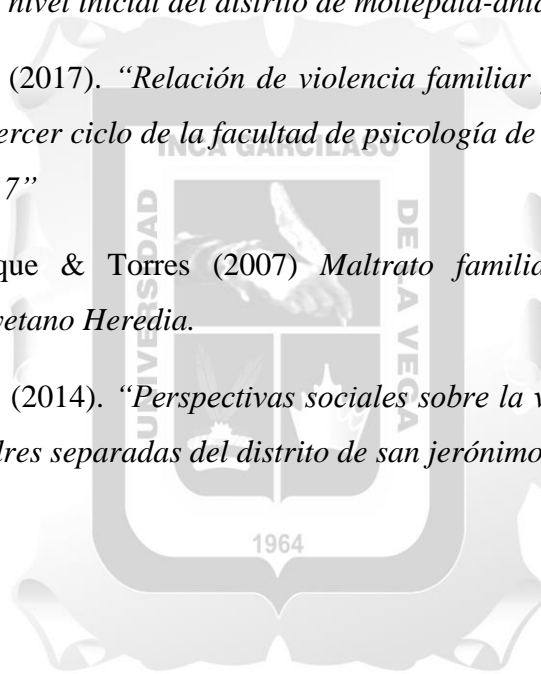 nivel inicial del distrito de mollepata-anta
(2017). “Relación de violencia familiar
ercer ciclo de la facultad de psicología de
7”
que & Torres (2007) Maltrato familia
yetano Heredia.
(2014). “Perspectivas sociales sobre la v
dres separadas del distrito de san jerónimo
INCA GARCILASO
UNIVERSIDAD
DE LA VEGA
1964